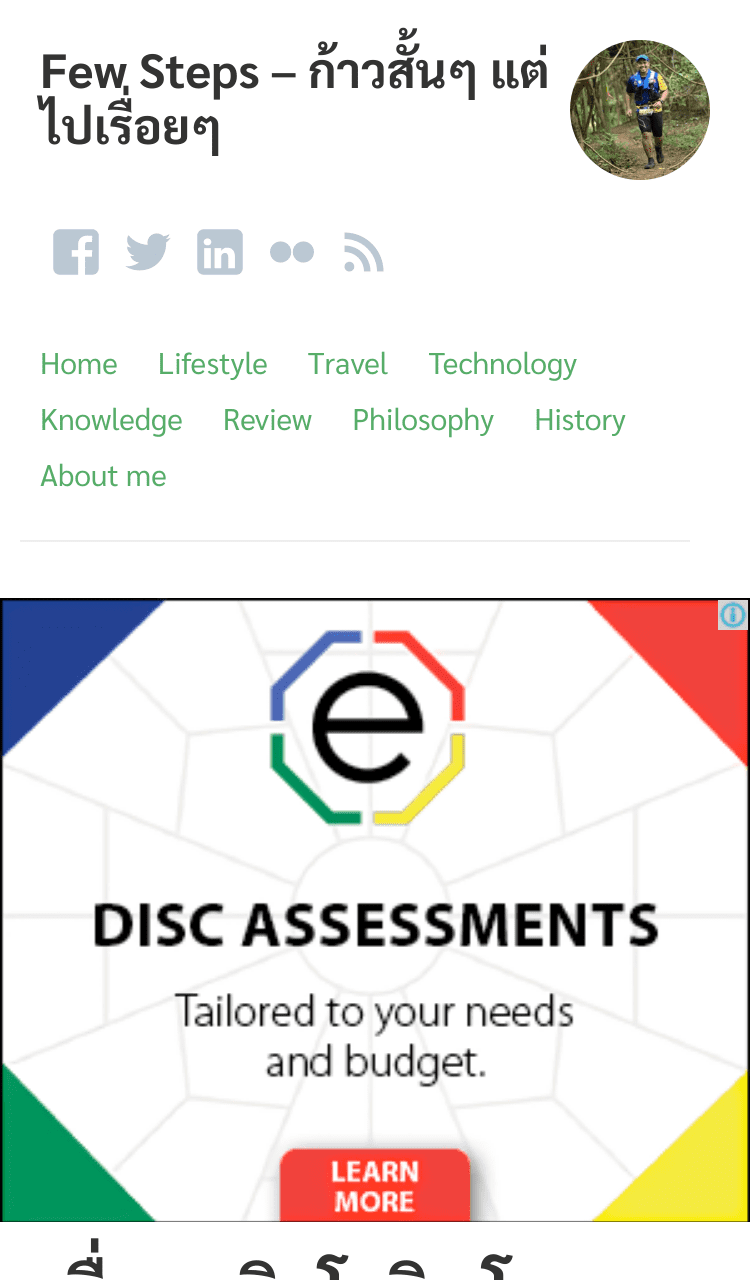 Few Steps – ก้าวสั้นๆ แต่
ไปเรื่อยๆ
Home Lifestyle Travel Technology
Knowledge Review Philosophy History
About me
e
DISC ASSESSMENTS
Tailored to your needs
and budget.
LEARN
MORE